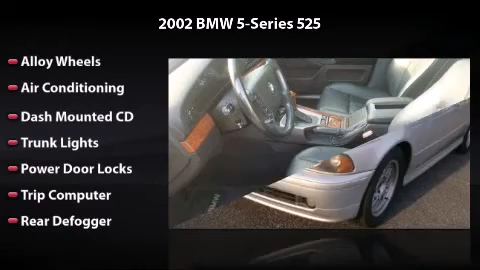 2002 BMW 5-Series 525
Alloy Wheels
Air Conditioning
Dash Mounted CD
Trunk Lights
Power Door Locks
Trip Computer
Rear Defogger